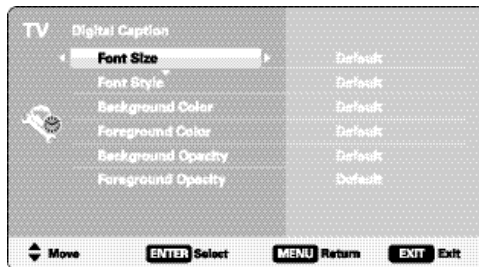 TV Digital Caption
Font Size Default
Font Style Default
Background Color Default
Foreground Color Default
Background Opacity Default
Foreground Opacity Default
Move ENTER Select MENU Return EXIT Exit